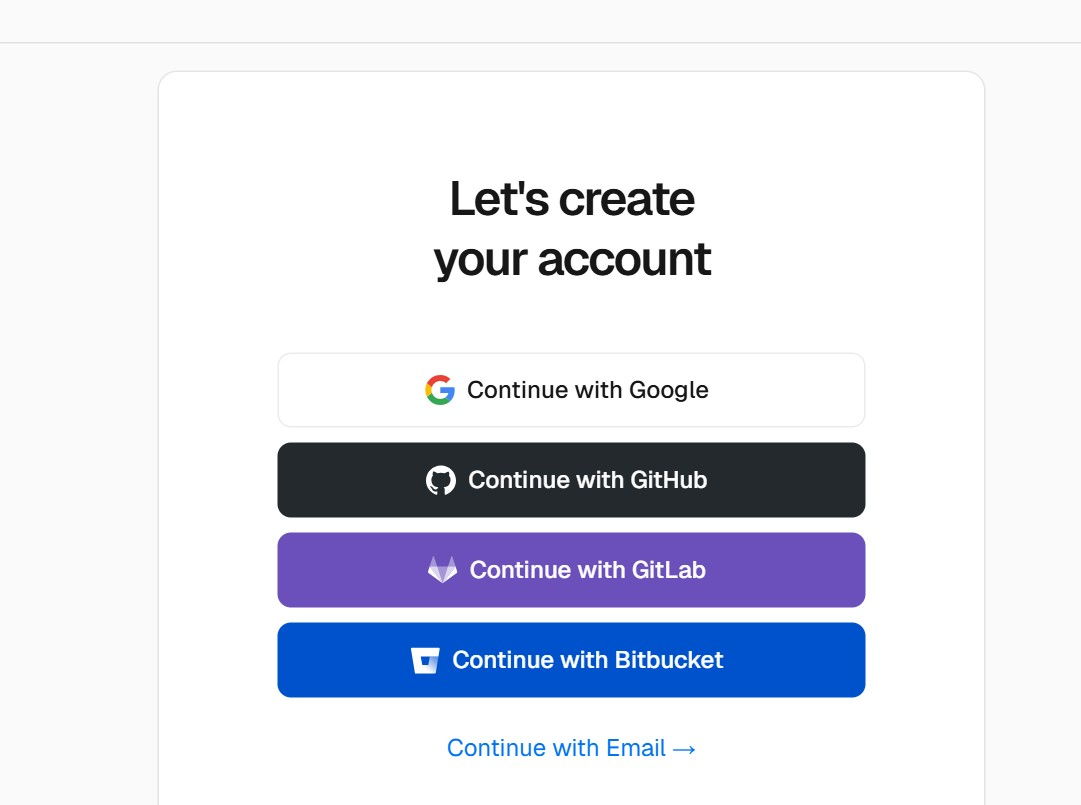 Let's create
your account
Continue with Google
Continue with GitHub
Continue with GitLab
Continue with Bitbucket
Continue with Email →